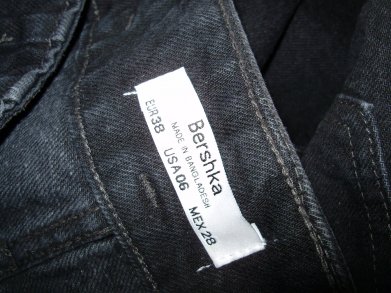 Bershka
MADE IN BANGLADESH
EUR 38 USA 06 MEX 28